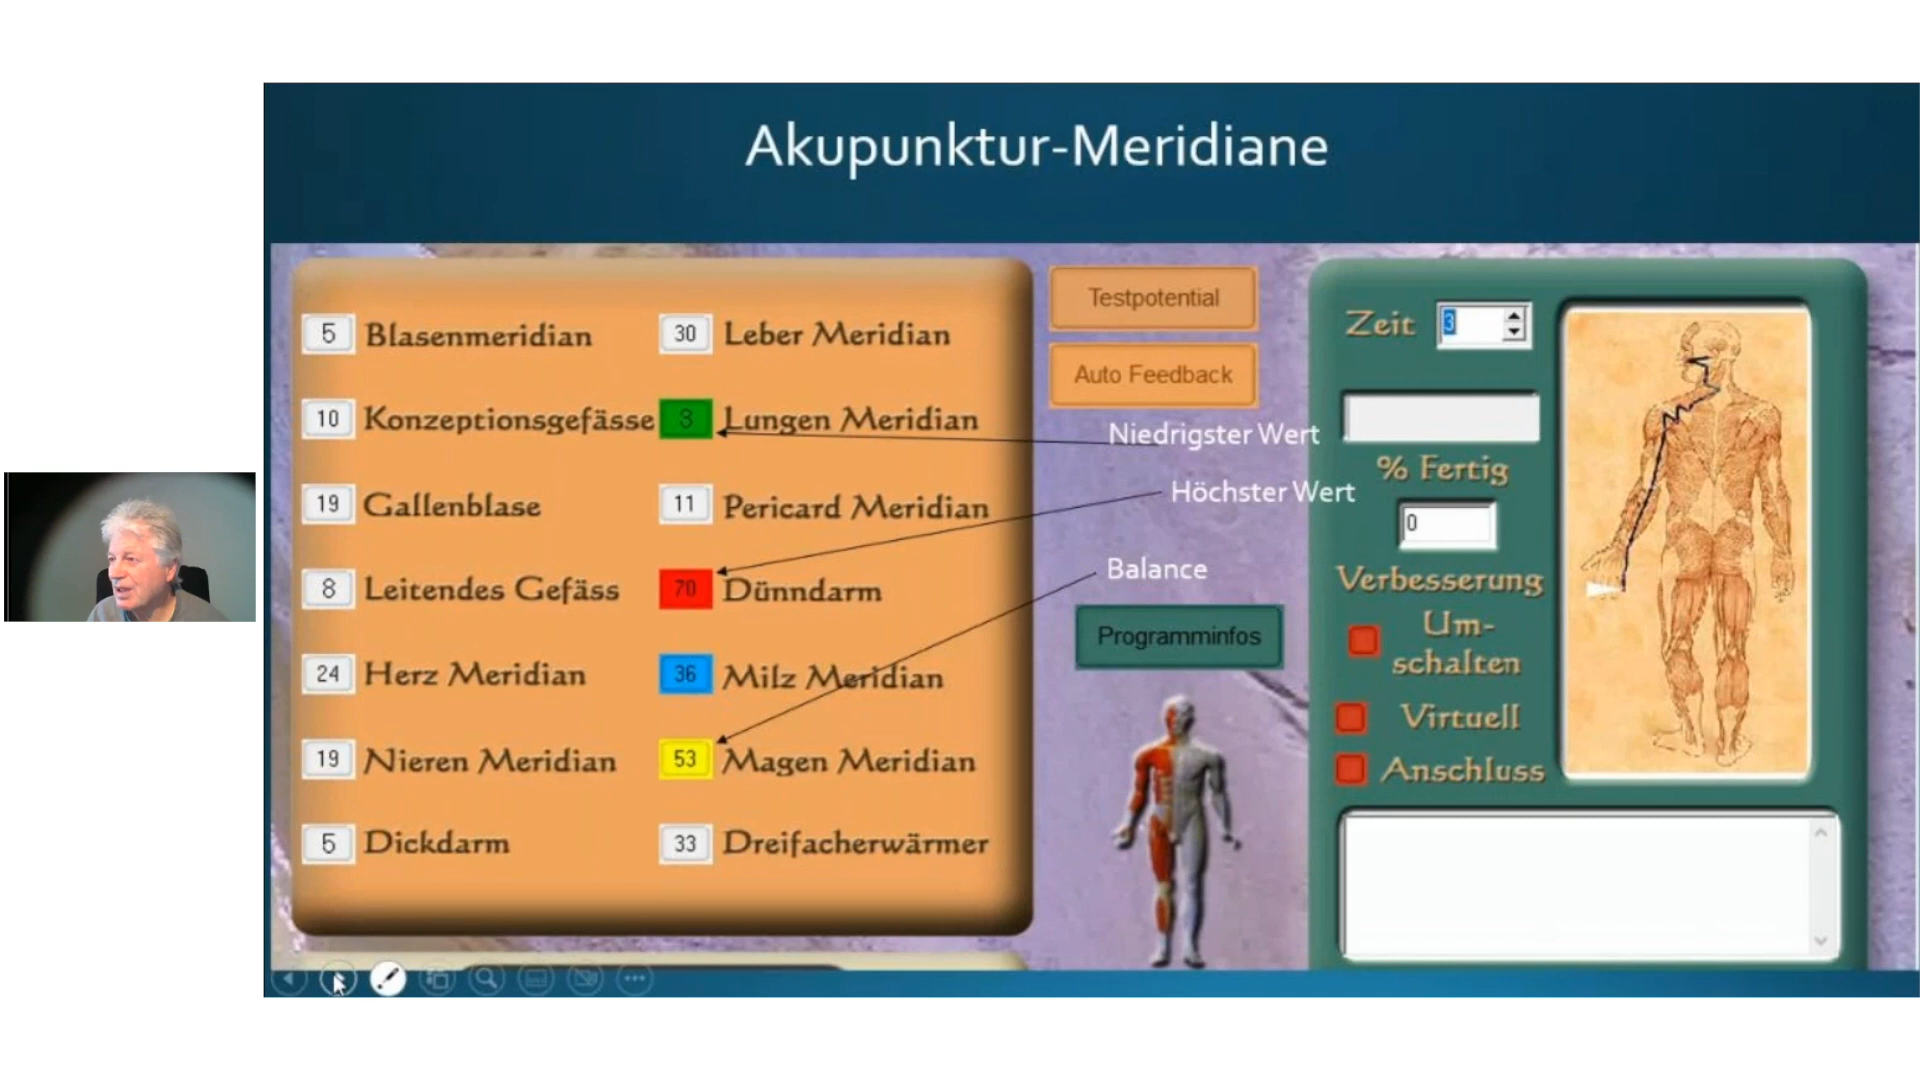 Akupunktur-Meridiane
5 Blasenmeridian
30 Leber Meridian
10 Konzeptionsgefässe
3 Lungen Meridian
19 Gallenblase
11 Pericard Meridian
8 Leitendes Gefäss
70 Dünndarm
24 Herz Meridian
36 Milz Meridian
19 Nieren Meridian
53 Magen Meridian
5 Dickdarm
33 Dreifacherwärmer
Testpotential
Auto Feedback
Niedrigster Wert
Höchster Wert
Balance
Programminfos
Zeit 3
% Fertig
0
Verbesserung
Um-
schalten
Virtuell
Anschluss